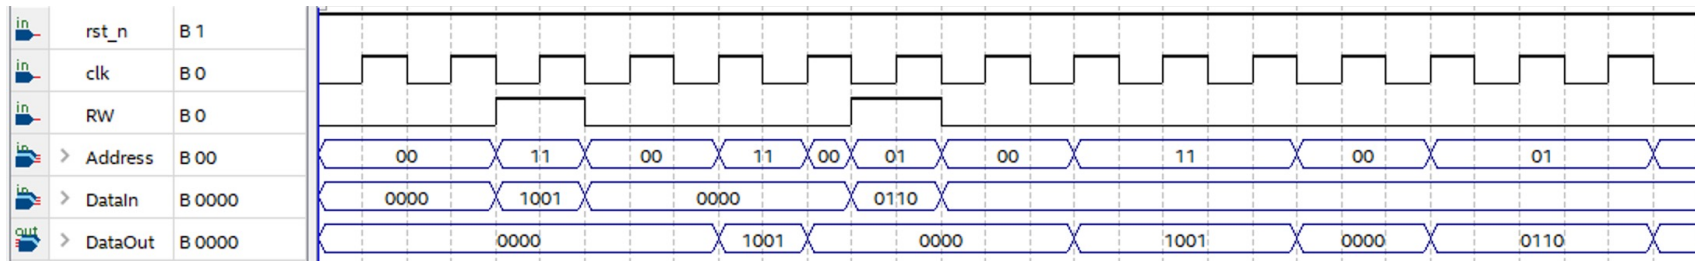 in rst_n B 1
in clk B 0
in RW B 0
in > Address B 00 00 11 00 11 00 01 00 11 00 01
in > DataIn B 0000 0000 1001 0000 0110
out > DataOut B 0000 0000 1001 0000 1001 0000 0110